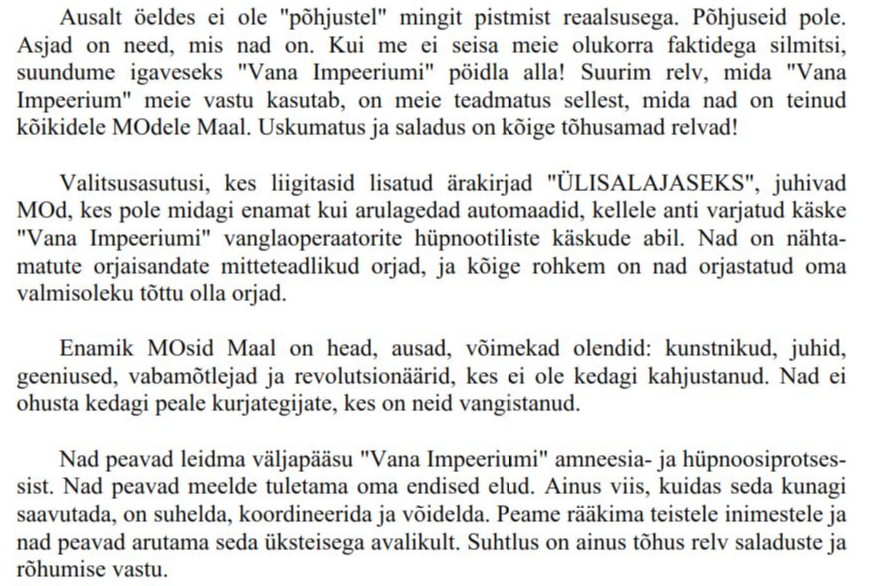 Ausalt öeldes ei ole "põhjustel" mingit pistmist reaalsusega. Põhjuseid pole.
Asjad on need, mis nad on. Kui me ei seisa meie olukorra faktidega silmitsi,
suundume igaveseks "Vana Impeeriumi" pöidla alla! Suurim relv, mida "Vana
Impeerium" meie vastu kasutab, on meie teadmatus sellest, mida nad on teinud
kõikidele MOdele Maal. Uskumatus ja saladus on kõige tõhusamad relvad!
Valitsusasutusi, kes liigitasid lisatud ärakirjad "ÜLISALAJASEKS", juhivad
MOd, kes pole midagi enamat kui arulagedad automaadid, kellele anti varjatud käske
"Vana Impeeriumi" vanglaoperaatorite hüpnootiliste käskude abil. Nad on nähta-
matute orjaisandate mitteteadlikud orjad, ja kõige rohkem on nad orjastatud oma
valmisoleku tõttu olla orjad.
Enamik MOsid Maal on head, ausad, võimekad olendid: kunstnikud, juhid,
geeniused, vabamõtlejad ja revolutsionäärid, kes ei ole kedagi kahjustanud. Nad ei
ohusta kedagi peale kurjategijate, kes on neid vangistanud.
Nad peavad leidma väljapääsu "Vana Impeeriumi" amneesia- ja hüpnoosiprotses-
sist. Nad peavad meelde tuletama oma endised elud. Ainus viis, kuidas seda kunagi
saavutada, on suhelda, koordineerida ja võidelda. Peame rääkima teistele inimestele ja
nad peavad arutama seda üksteisega avalikult. Suhtlus on ainus tõhus relv saladuste ja
rõhumise vastu.